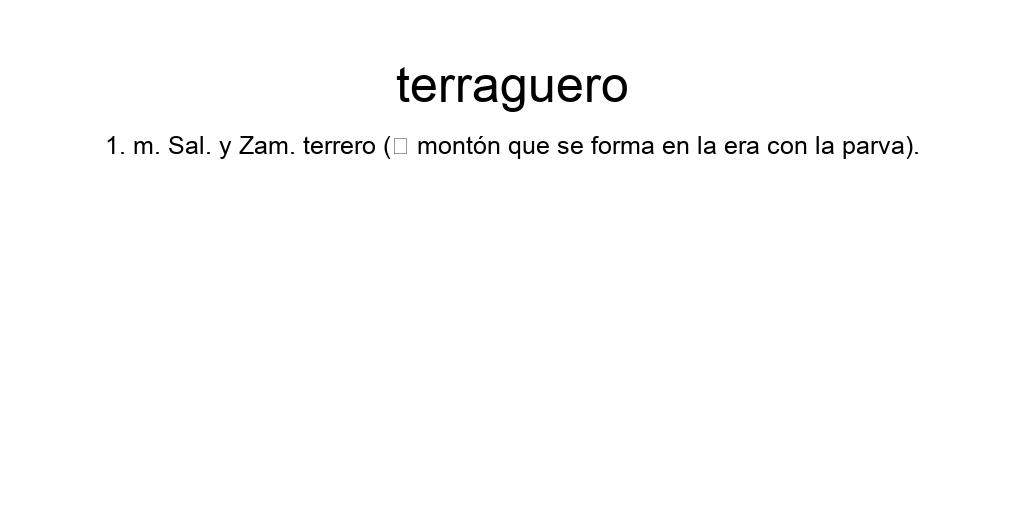 terraguero
1. m. Sal. y Zam. terrero (□ montón que se forma en la era con la parva).